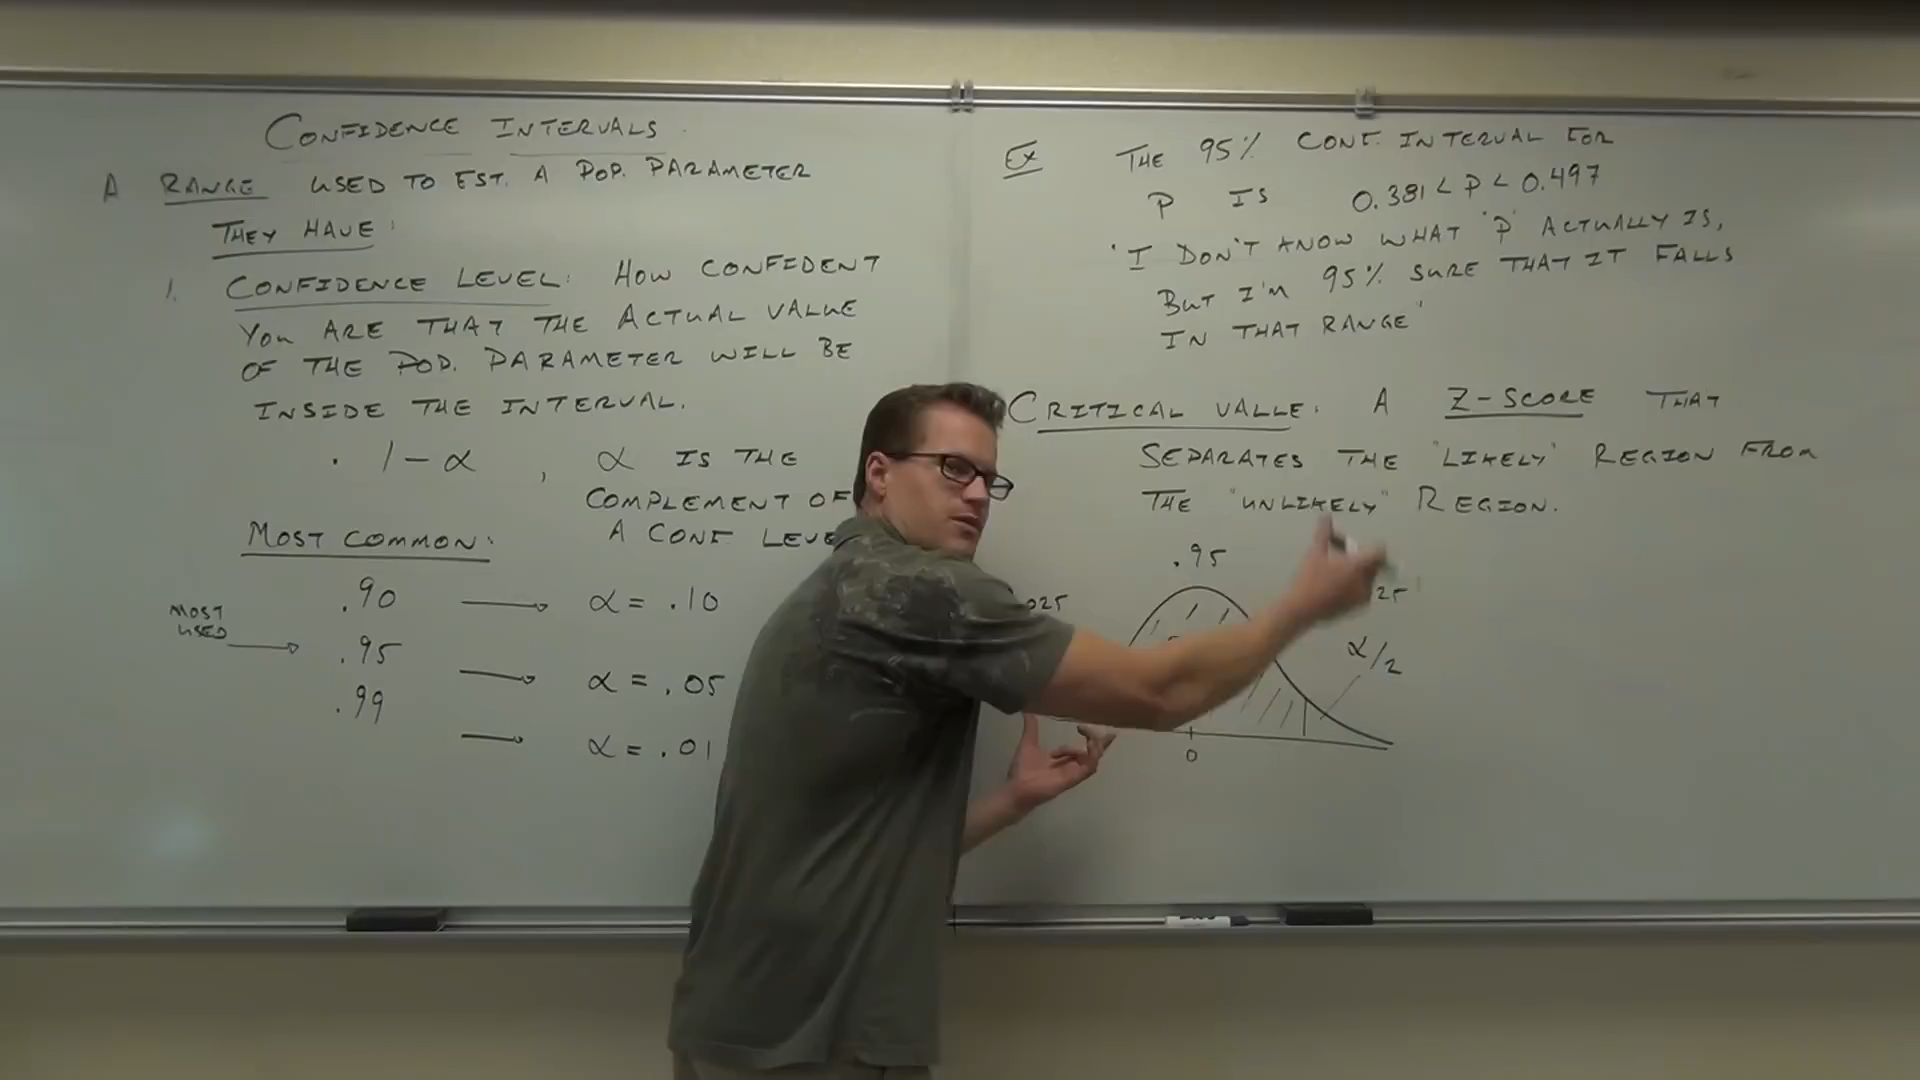 CONFIDENCE INTERVALS
A RANGE USED TO EST. A POP. PARAMETER
THEY HAVE:
1. CONFIDENCE LEVEL: HOW CONFIDENT
YOU ARE THAT THE ACTUAL VALUE
OF THE POP. PARAMETER WILL BE
INSIDE THE INTERVAL.
· 1-α , α IS THE
COMPLEMENT OF
A CONF LEVE
MOST COMMON:
.90 → α = .10
MOST
USED → .95 → α = .05
.99 → α = .01
EX THE 95% CONF. INTERVAL FOR
P IS 0.381 < P < 0.497
"I DON'T KNOW WHAT 'P' ACTUALLY IS,
BUT I'M 95% SURE THAT IT FALLS
IN THAT RANGE"
CRITICAL VALUE: A Z-SCORE THAT
SEPARATES THE "LIKELY" REGION FROM
THE "UNLIKELY" REGION.
.95
025
25
α/2
0